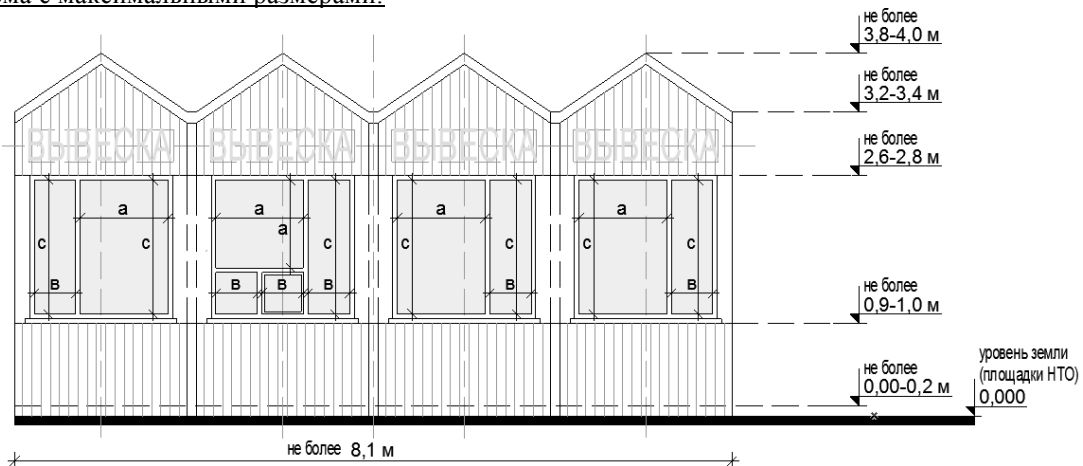 ма с максимальными размерами:
не более
3,8-4,0 м
не более
3,2-3,4 м
ВЫВЕСКА ВЫВЕСКА ВЫВЕСКА ВЫВЕСКА
не более
2,6-2,8 м
а а а а
а
с с с с с с с
в в в в в в
не более
0,9-1,0 м
не более
0,00-0,2 м
уровень земли
(площадки НТО)
0,000
не более 8,1 м